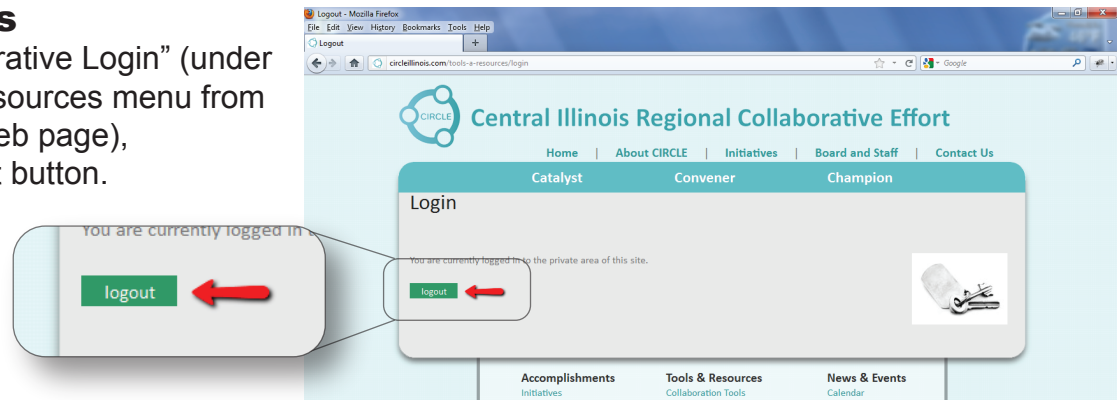 s
rative Login” (under
sources menu from
eb page),
t button.
You are currently logged in
logout
Logout - Mozilla Firefox
File Edit View History Bookmarks Tools Help
Logout
+
circleillinois.com/tools-a-resources/login
Google
CIRCLE
Central Illinois Regional Collaborative Effort
Home | About CIRCLE | Initiatives | Board and Staff | Contact Us
Catalyst Convener Champion
Login
You are currently logged in to the private area of this site.
logout
Accomplishments Tools & Resources News & Events
Initiatives Collaboration Tools Calendar